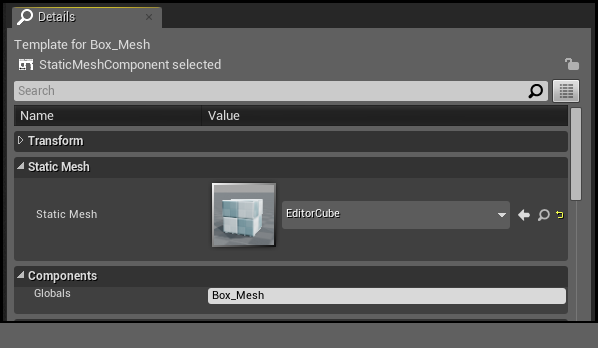 Details
Template for Box_Mesh
StaticMeshComponent selected
Search
Name Value
Transform
Static Mesh
Static Mesh EditorCube
Components
Globals Box_Mesh